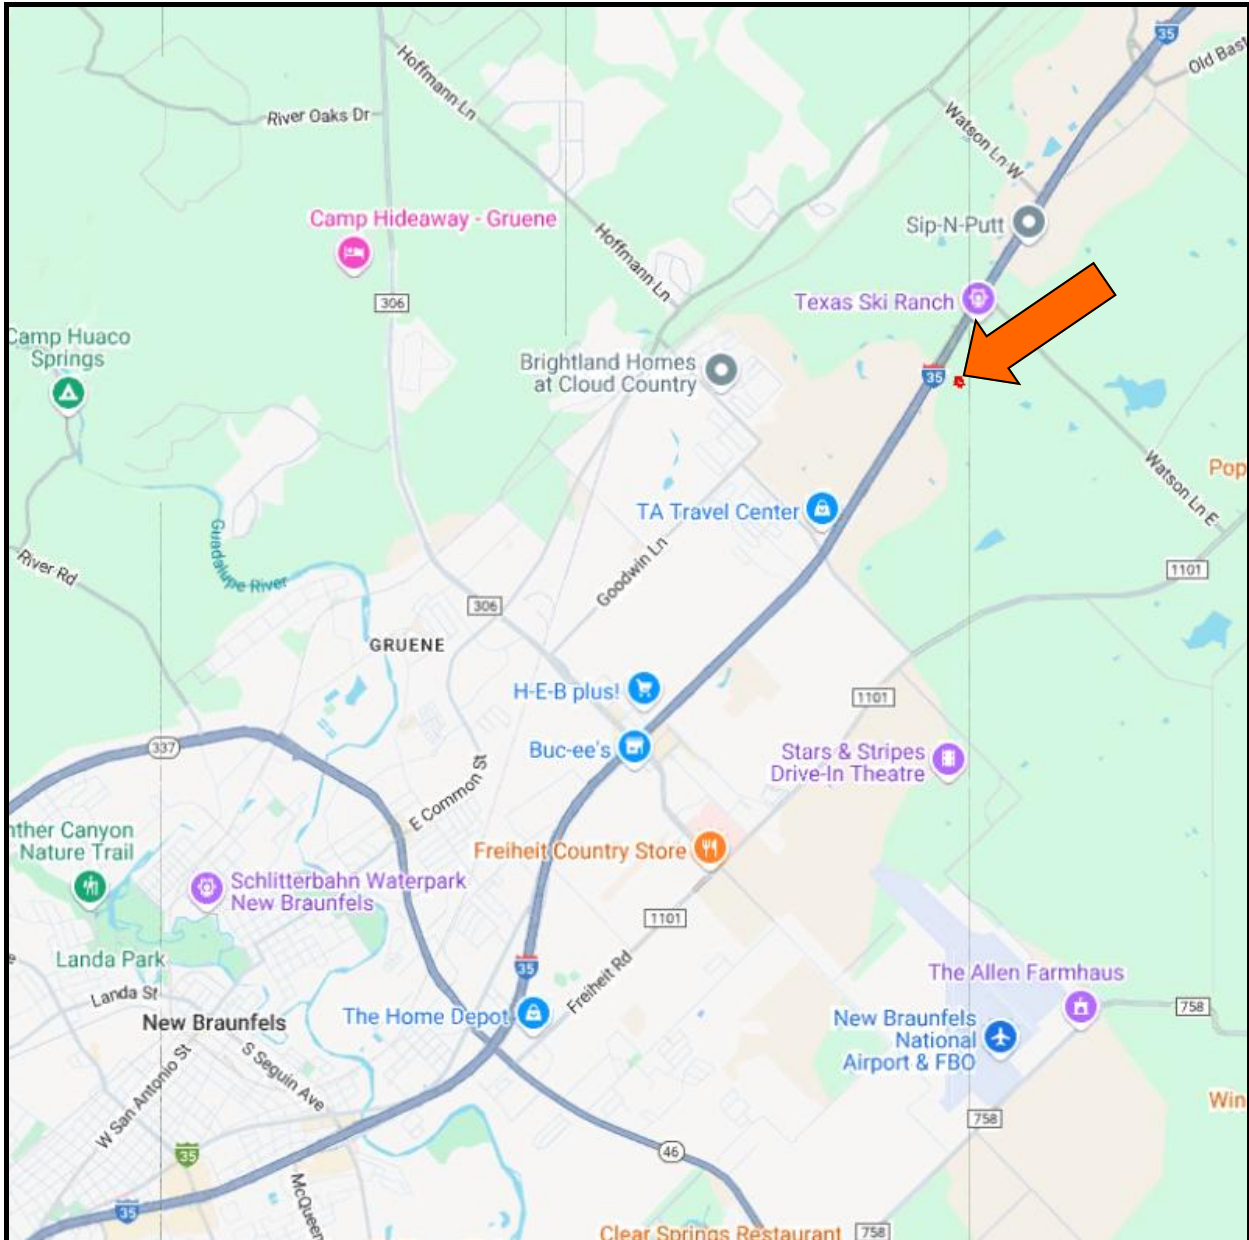 35
Old Bast
Hoffmann Ln
River Oaks Dr
Watson Ln W
Camp Hideaway - Gruene
Sip-N-Putt
Hoffmann Ln
306
Texas Ski Ranch
Camp Huaco
Springs
Brightland Homes
at Cloud Country
35
Watson Ln E
Pop
TA Travel Center
Guadalupe River
River Rd
Goodwin Ln
1101
306
GRUENE
H-E-B plus!
1101
337
Buc-ee's
Stars & Stripes
Drive-In Theatre
E Common St
nther Canyon
Nature Trail
Freiheit Country Store
Schlitterbahn Waterpark
New Braunfels
1101
Landa Park
35
Freiheit Rd
The Allen Farmhaus
Landa St
New Braunfels
The Home Depot
758
New Braunfels
National
Airport & FBO
W San Antonio St
S Seguin Ave
Win
758
35
46
McQueen
35
Clear Springs Restaurant
758